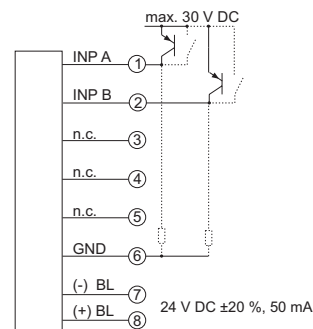 max. 30 V DC
INP A 1
INP B 2
n.c. 3
n.c. 4
n.c. 5
GND 6
(-) BL 7
24 V DC ±20 %, 50 mA
(+) BL 8